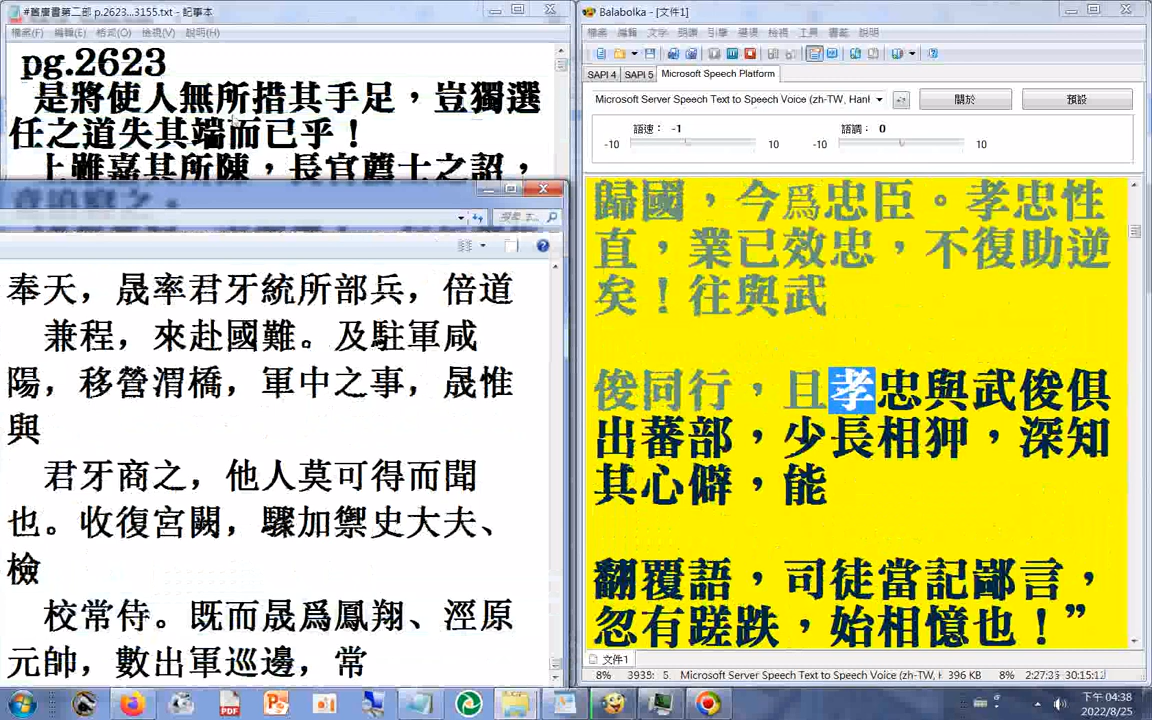 #舊唐書第二部 p.2623...3155.txt - 記事本
檔案(F) 編輯(E) 格式(O) 檢視(V) 說明(H)
pg.2623
是將使人無所措其手足，豈獨選
任之道失其端而已乎！
上雖嘉其所陳，長官薦士之詔，
竟追寢之。
搜尋 本...
奉天，晟率君牙統所部兵，倍道
兼程，來赴國難。及駐軍咸
陽，移營渭橋，軍中之事，晟惟
與
君牙商之，他人莫可得而聞
也。收復宮闕，驟加禦史大夫、
檢
校常侍。既而晟爲鳳翔、涇原
元帥，數出軍巡邊，常
Balabolka - [文件1]
檔案 編輯 文字 朗讀 引擎 選項 檢視 工具 書籤 說明
SAPI 4 SAPI 5 Microsoft Speech Platform
Microsoft Server Speech Text to Speech Voice (zh-TW, HanH
關於
預設
語速： -1
語調： 0
-10 10 -10 10
歸國，今爲忠臣。孝忠性
直，業已效忠，不復助逆
矣！往與武
俊同行，且孝忠與武俊俱
出蕃部，少長相狎，深知
其心僻，能
翻覆語，司徒當記鄙言，
忽有蹉跌，始相憶也！”
文件1
8% 3935: 5 Microsoft Server Speech Text to Speech Voice (zh-TW, H 396 KB 8% 2:27:35 30:15:12
下午 04:38
2022/8/25